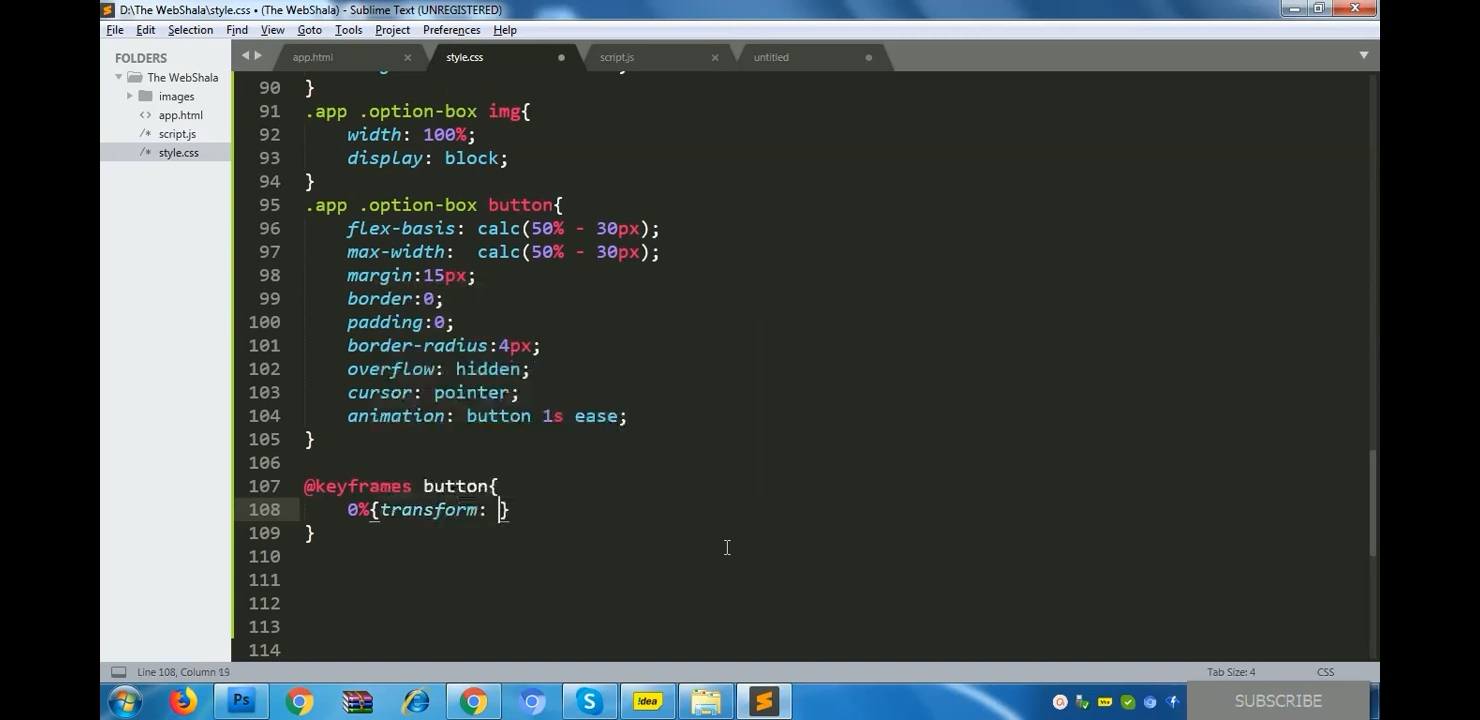 D:\The WebShala\style.css • (The WebShala) - Sublime Text (UNREGISTERED)
File Edit Selection Find View Goto Tools Project Preferences Help
FOLDERS
The WebShala
images
<> app.html
/* script.js
/* style.css
app.html style.css script.js untitled
90 }
91 .app .option-box img{
92 width: 100%;
93 display: block;
94 }
95 .app .option-box button{
96 flex-basis: calc(50% - 30px);
97 max-width:  calc(50% - 30px);
98 margin:15px;
99 border:0;
100 padding:0;
101 border-radius:4px;
102 overflow: hidden;
103 cursor: pointer;
104 animation: button 1s ease;
105 }
106
107 @keyframes button{
108 0%{transform: }
109 }
110
111
112
113
114
Line 108, Column 19 Tab Size: 4 CSS
Ps S !dea S
SUBSCRIBE